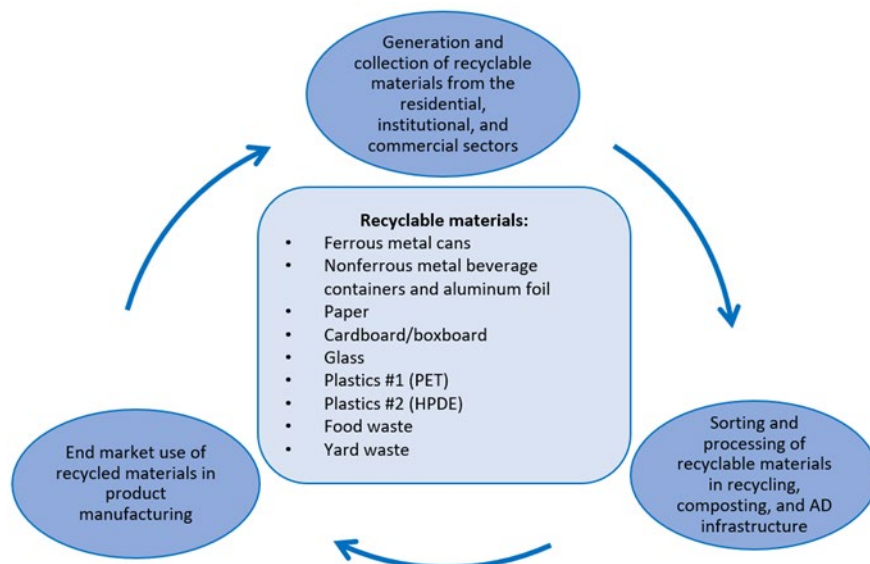 Generation and
collection of recyclable
materials from the
residential,
institutional, and
commercial sectors
Recyclable materials:
• Ferrous metal cans
• Nonferrous metal beverage
containers and aluminum foil
• Paper
• Cardboard/boxboard
• Glass
• Plastics #1 (PET)
• Plastics #2 (HPDE)
• Food waste
• Yard waste
Sorting and
processing of
recyclable materials
in recycling,
composting, and AD
infrastructure
End market use of
recycled materials in
product
manufacturing